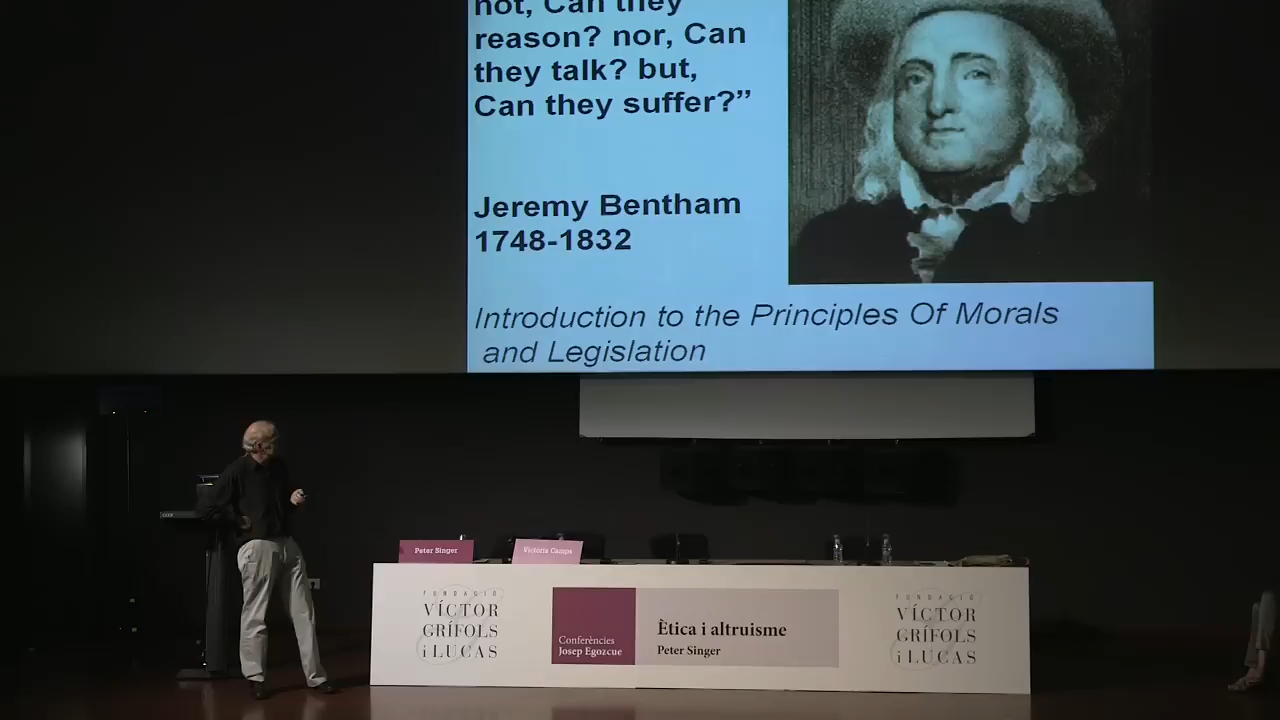 not, Can they
reason? nor, Can
they talk? but,
Can they suffer?”
Jeremy Bentham
1748-1832
Introduction to the Principles Of Morals
and Legislation
Peter Singer
Victoria Camps
FUNDACIÓ
VÍCTOR
GRÍFOLS
i LUCAS
Conferències
Josep Egozcue
Ètica i altruisme
Peter Singer
FUNDACIÓ
VÍCTOR
GRÍFOLS
i LUCAS